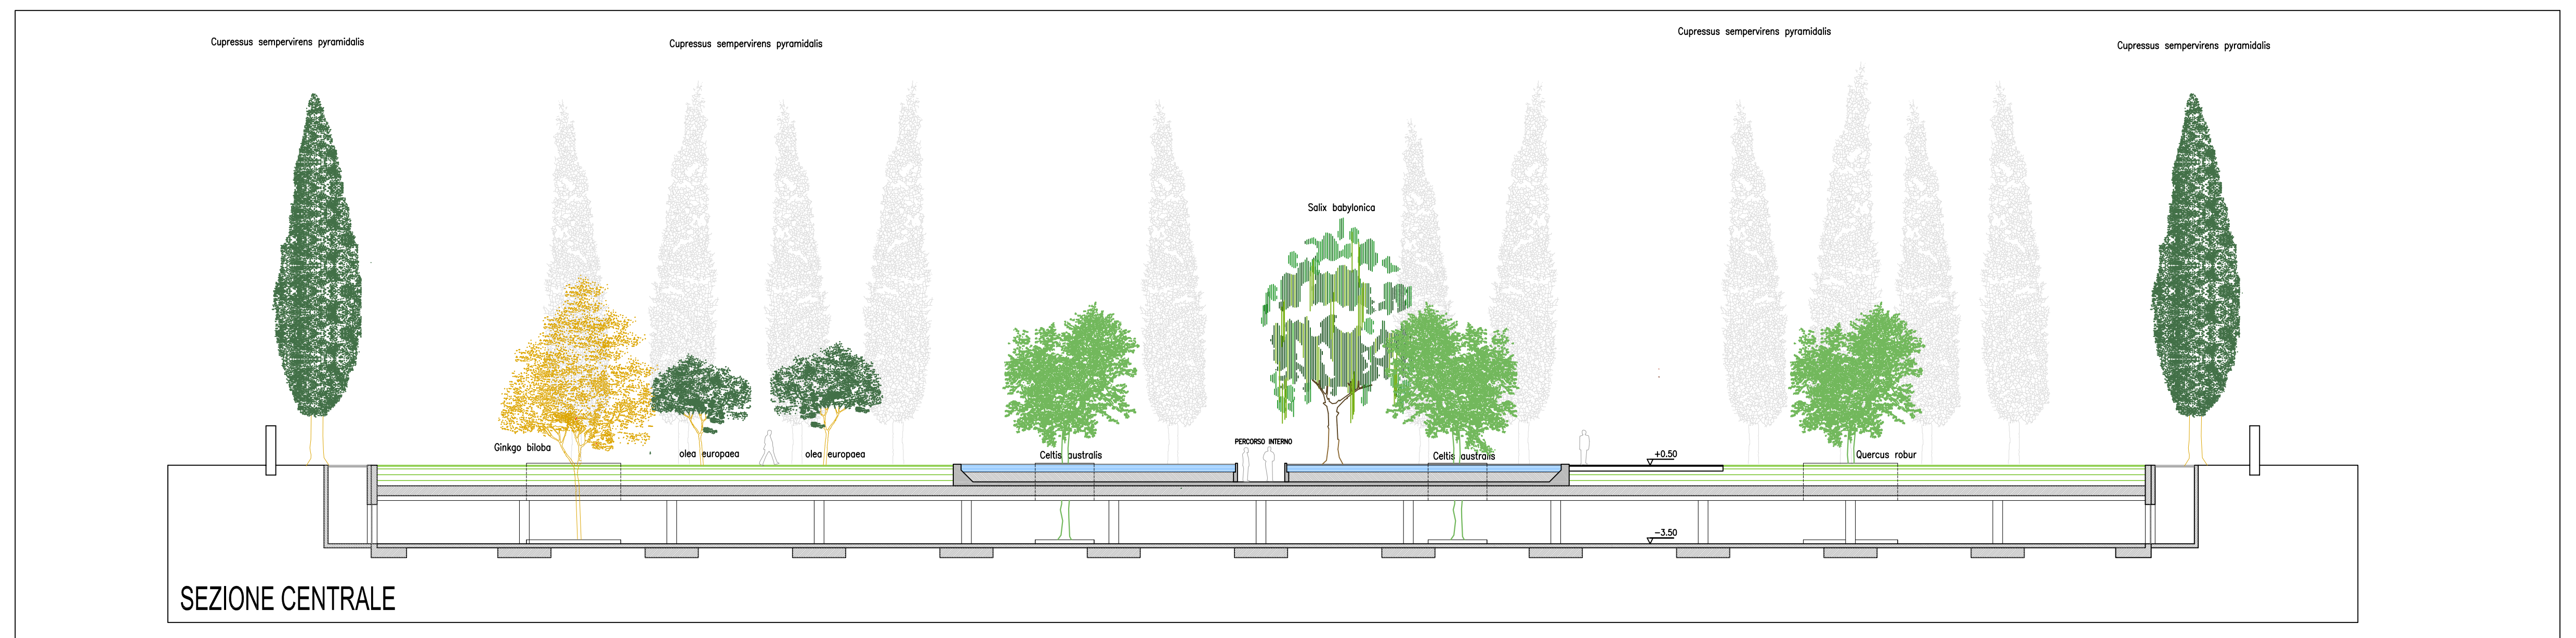 Cupressus sempervirens pyramidalis
Cupressus sempervirens pyramidalis
Cupressus sempervirens pyramidalis
Cupressus sempervirens pyramidalis
Salix babylonica
Ginkgo biloba
olea europaea
olea europaea
Celtis australis
PERCORSO INTERNO
Celtis australis
+0.50
Quercus robur
-3.50
SEZIONE CENTRALE